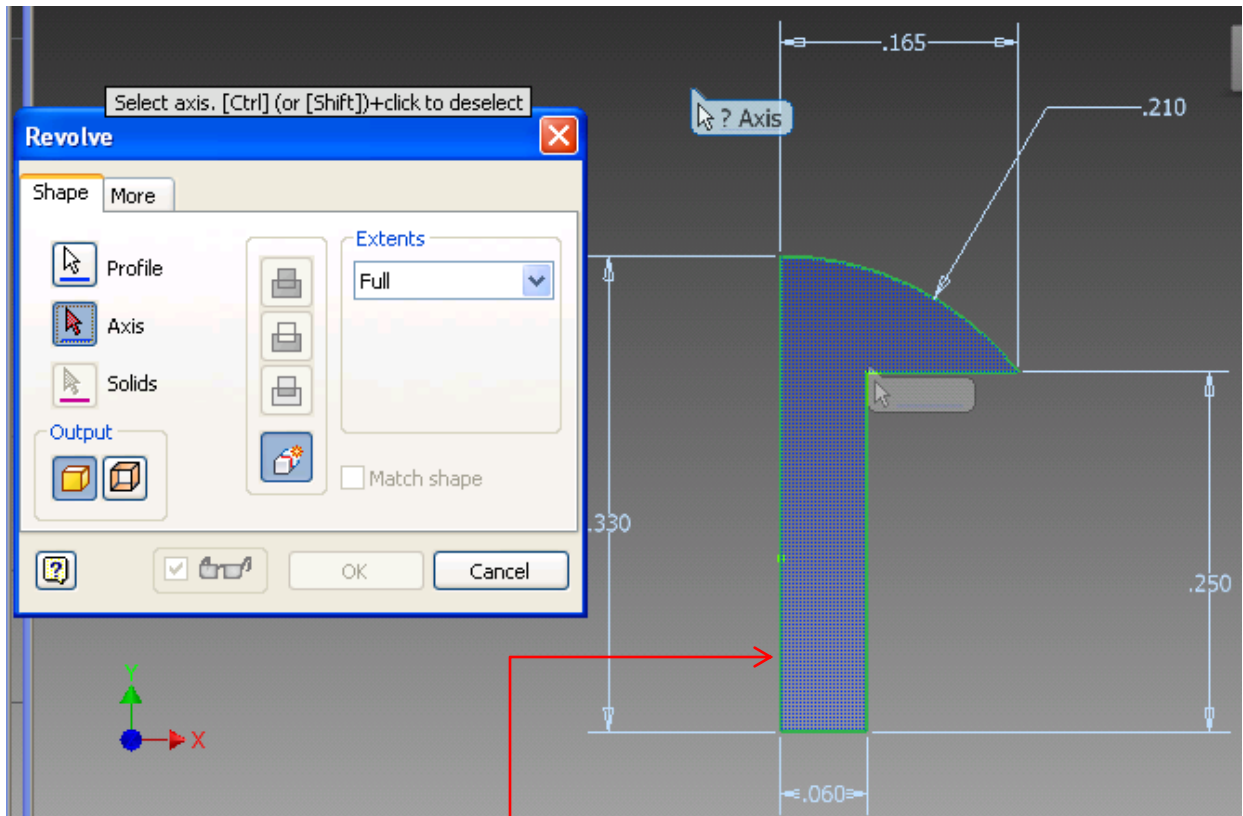 Select axis. [Ctrl] (or [Shift])+click to deselect
Revolve
Shape More
Profile
Axis
Solids
Output
Extents
Full
Match shape
OK Cancel
? Axis
.165
.210
.330
.250
.060
Y
X